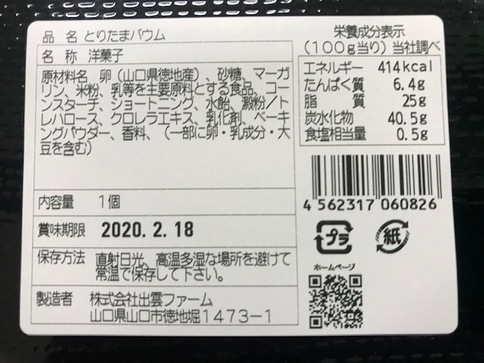 品名 とりたまバウム
名称 洋菓子
原材料名 卵（山口県徳地産）、砂糖、マーガ
リン、米粉、乳等を主要原料とする食品、コー
ンスターチ、ショートニング、水飴、澱粉／ト
レハロース、クロレラエキス、乳化剤、ベーキ
ングパウダー、香料、（一部に卵・乳成分・大
豆を含む）
内容量 1個
賞味期限 2020. 2. 18
保存方法 直射日光、高温多湿な場所を避けて
常温で保存して下さい。
製造者 株式会社出雲ファーム
山口県山口市徳地堀1473-1
栄養成分表示
(100g当り) 当社調べ
エネルギー 414kcal
たんぱく質 6.4g
脂質 25g
炭水化物 40.5g
食塩相当量 0.5g
4 562317 060826
プラ 紙
ホームページ